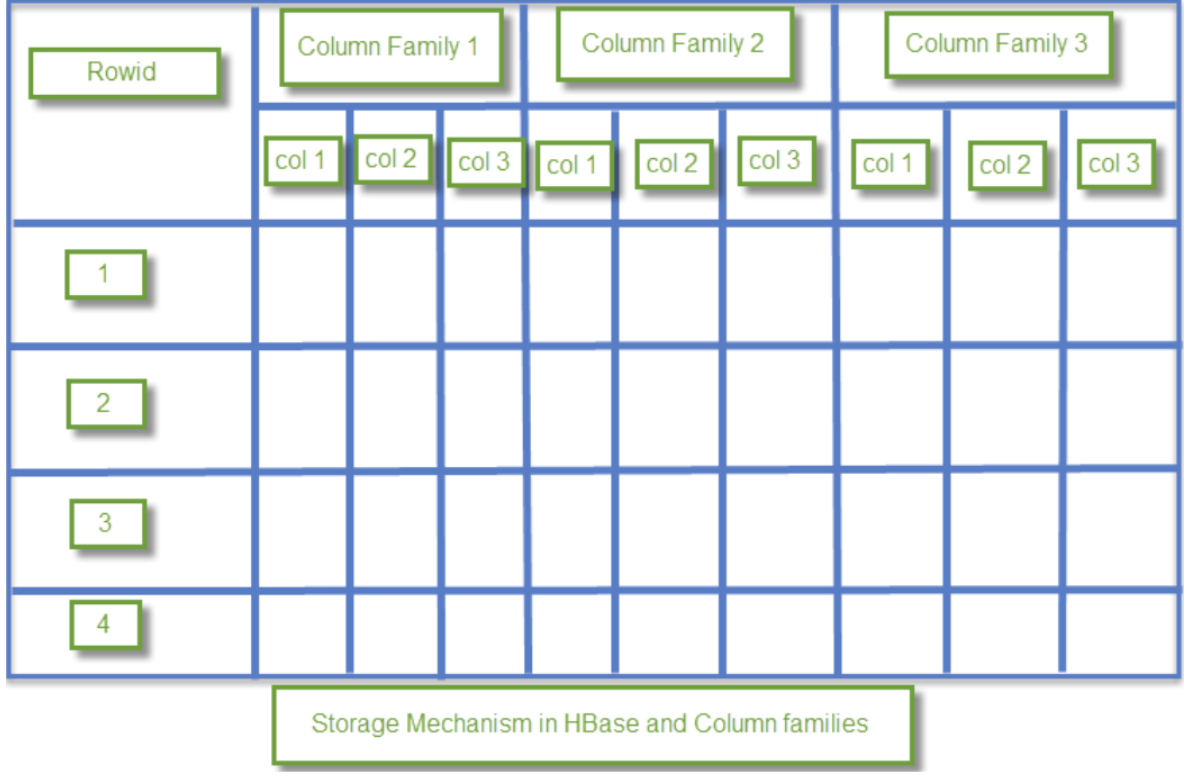 Rowid
Column Family 1
Column Family 2
Column Family 3
col 1
col 2
col 3
col 1
col 2
col 3
col 1
col 2
col 3
1
2
3
4
Storage Mechanism in HBase and Column families